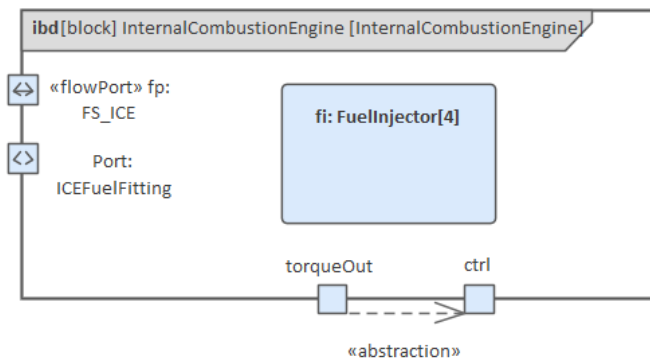 ibd[block] InternalCombustionEngine [InternalCombustionEngine]
«flowPort» fp:
FS_ICE
fi: FuelInjector[4]
Port:
ICEFuelFitting
torqueOut
ctrl
«abstraction»